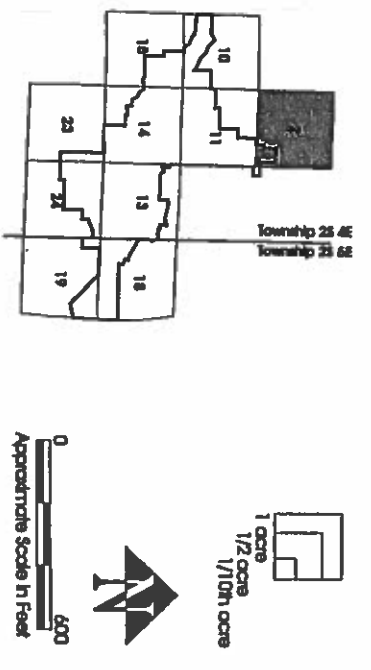 10
15
11
14
23
13
24
18
19
Township 2S 4E
Township 2S 5E
1 acre
1/2 acre
1/10th acre
N
0
600
Approximate Scale in Feet